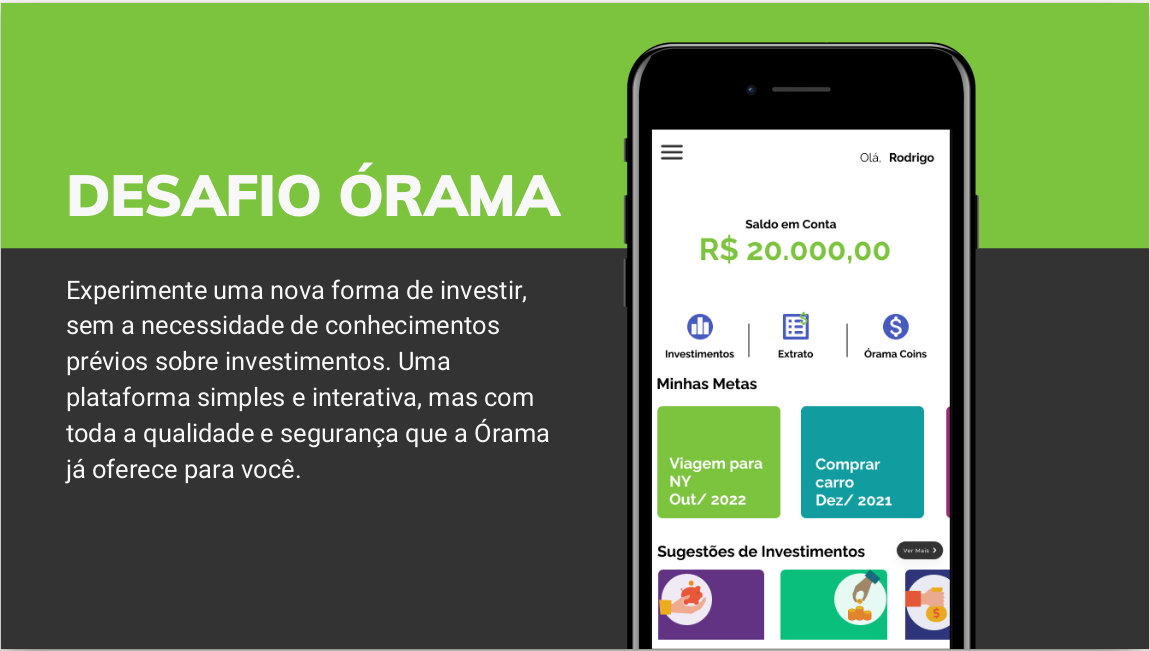 DESAFIO ÓRAMA
Experimente uma nova forma de investir,
sem a necessidade de conhecimentos
prévios sobre investimentos. Uma
plataforma simples e interativa, mas com
toda a qualidade e segurança que a Órama
já oferece para você.
Olá, Rodrigo
Saldo em Conta
R$ 20.000,00
Investimentos
Extrato
Órama Coins
Minhas Metas
Viagem para
NY
Out/ 2022
Comprar
carro
Dez/ 2021
Sugestões de Investimentos
Ver Mais